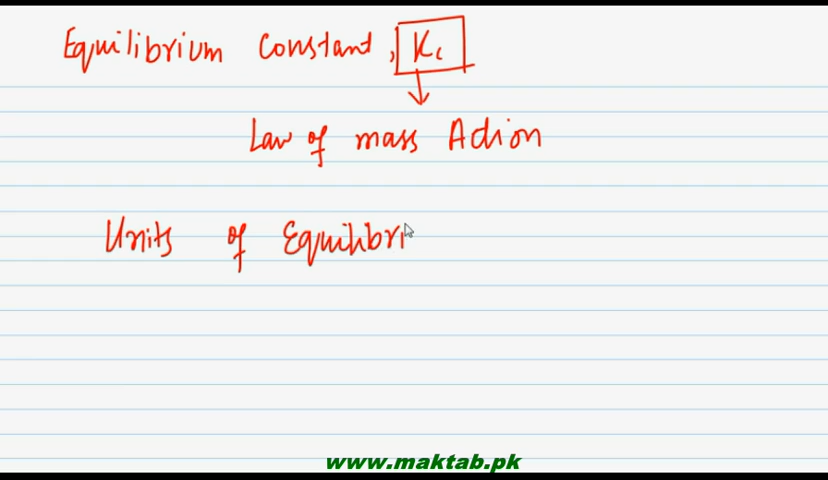 Equilibrium Constant, Kc
Law of mass Action
Units of Equilibri
www.maktab.pk